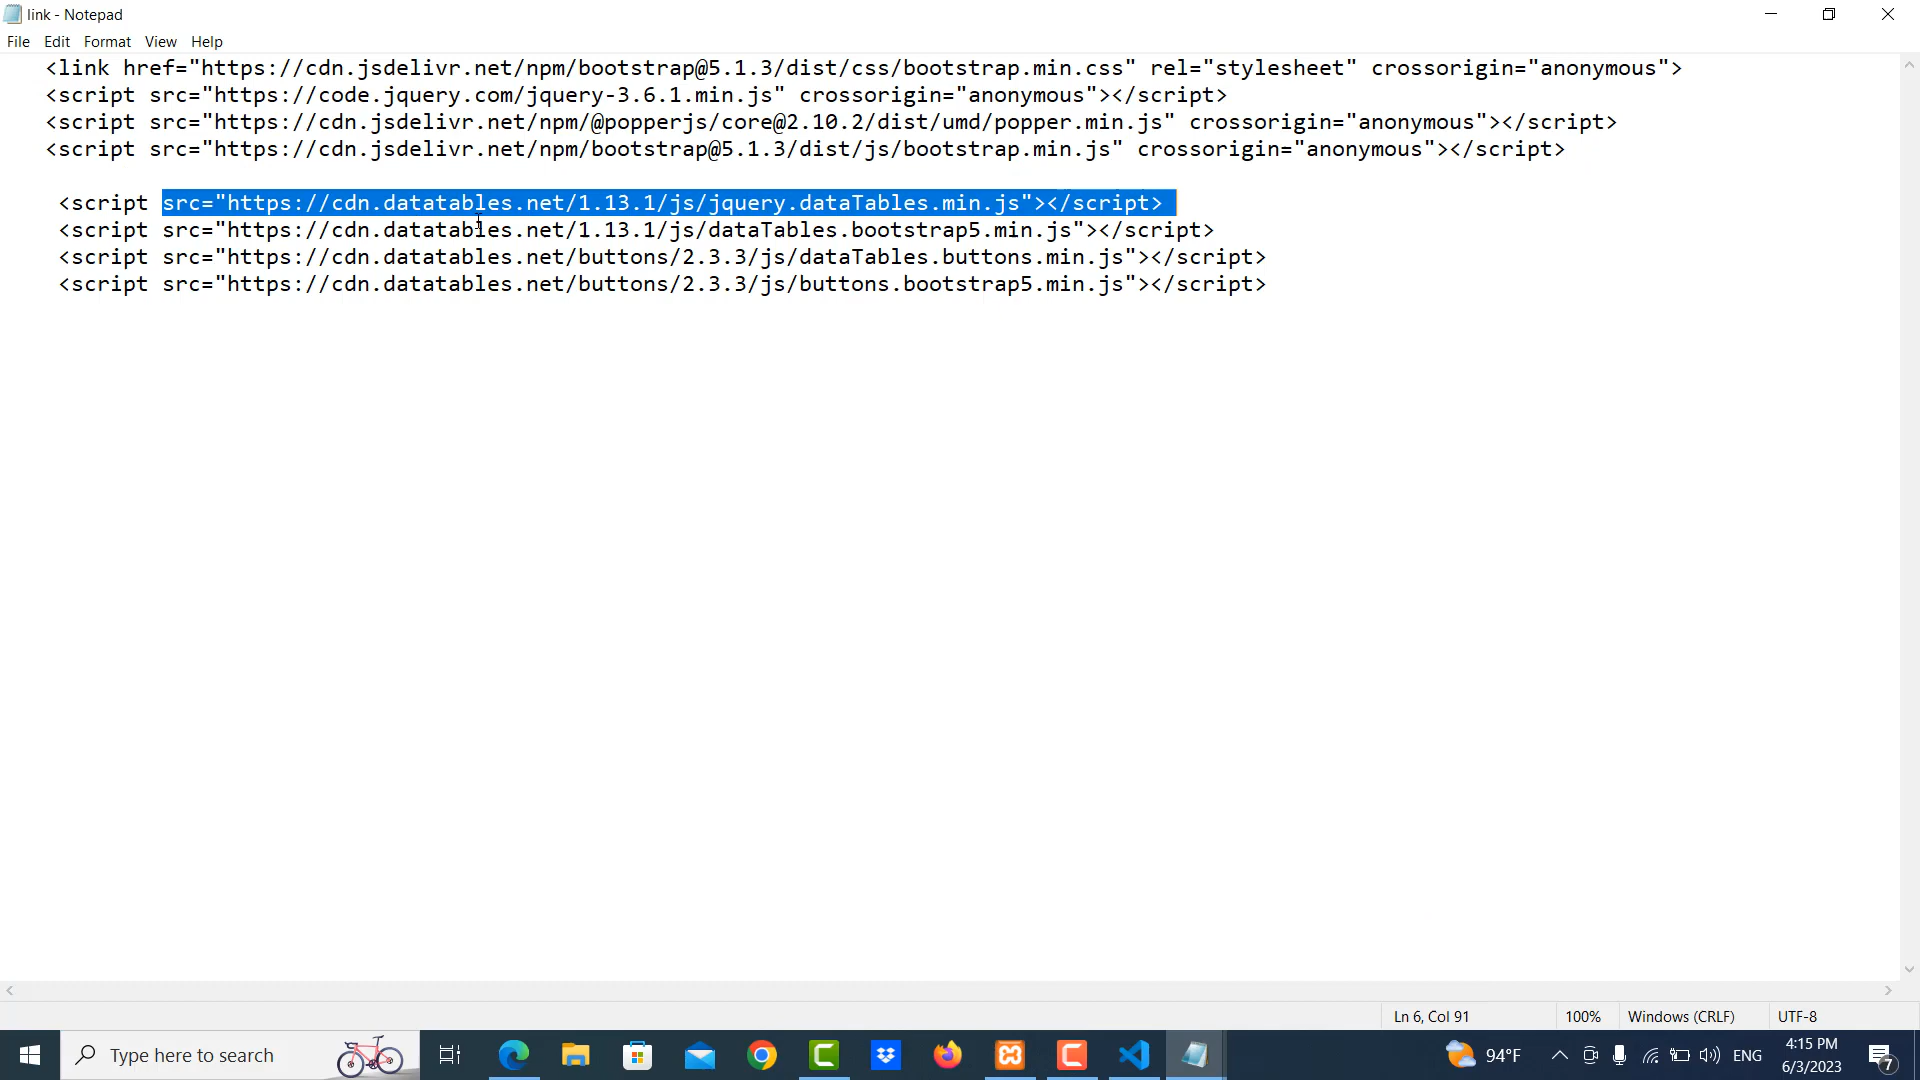 link - Notepad
File Edit Format View Help
<link href="https://cdn.jsdelivr.net/npm/bootstrap@5.1.3/dist/css/bootstrap.min.css" rel="stylesheet" crossorigin="anonymous">
<script src="https://code.jquery.com/jquery-3.6.1.min.js" crossorigin="anonymous"></script>
<script src="https://cdn.jsdelivr.net/npm/@popperjs/core@2.10.2/dist/umd/popper.min.js" crossorigin="anonymous"></script>
<script src="https://cdn.jsdelivr.net/npm/bootstrap@5.1.3/dist/js/bootstrap.min.js" crossorigin="anonymous"></script>
<script src="https://cdn.datatables.net/1.13.1/js/jquery.dataTables.min.js"></script>
<script src="https://cdn.datatables.net/1.13.1/js/dataTables.bootstrap5.min.js"></script>
<script src="https://cdn.datatables.net/buttons/2.3.3/js/dataTables.buttons.min.js"></script>
<script src="https://cdn.datatables.net/buttons/2.3.3/js/buttons.bootstrap5.min.js"></script>
Ln 6, Col 91 100% Windows (CRLF) UTF-8
Type here to search 94°F ENG 4:15 PM
6/3/2023 7